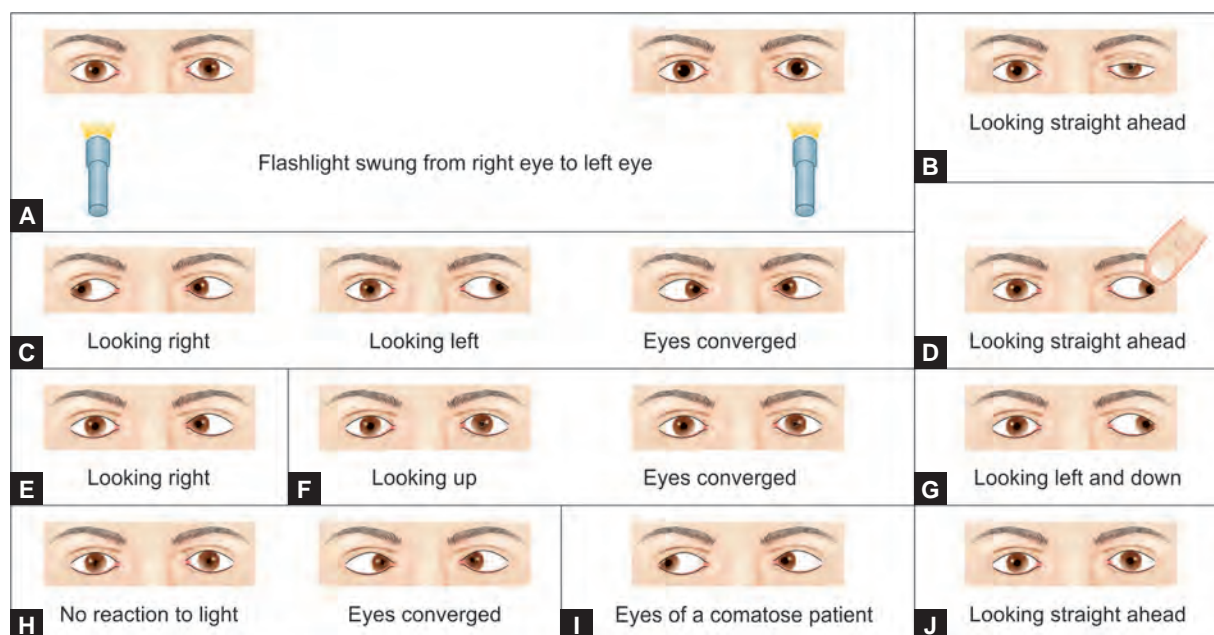 Flashlight swung from right eye to left eye
A
Looking straight ahead
B
Looking right
Looking left
Eyes converged
C
Looking straight ahead
D
Looking right
E
Looking up
Eyes converged
F
Looking left and down
G
No reaction to light
Eyes converged
H
Eyes of a comatose patient
I
Looking straight ahead
J